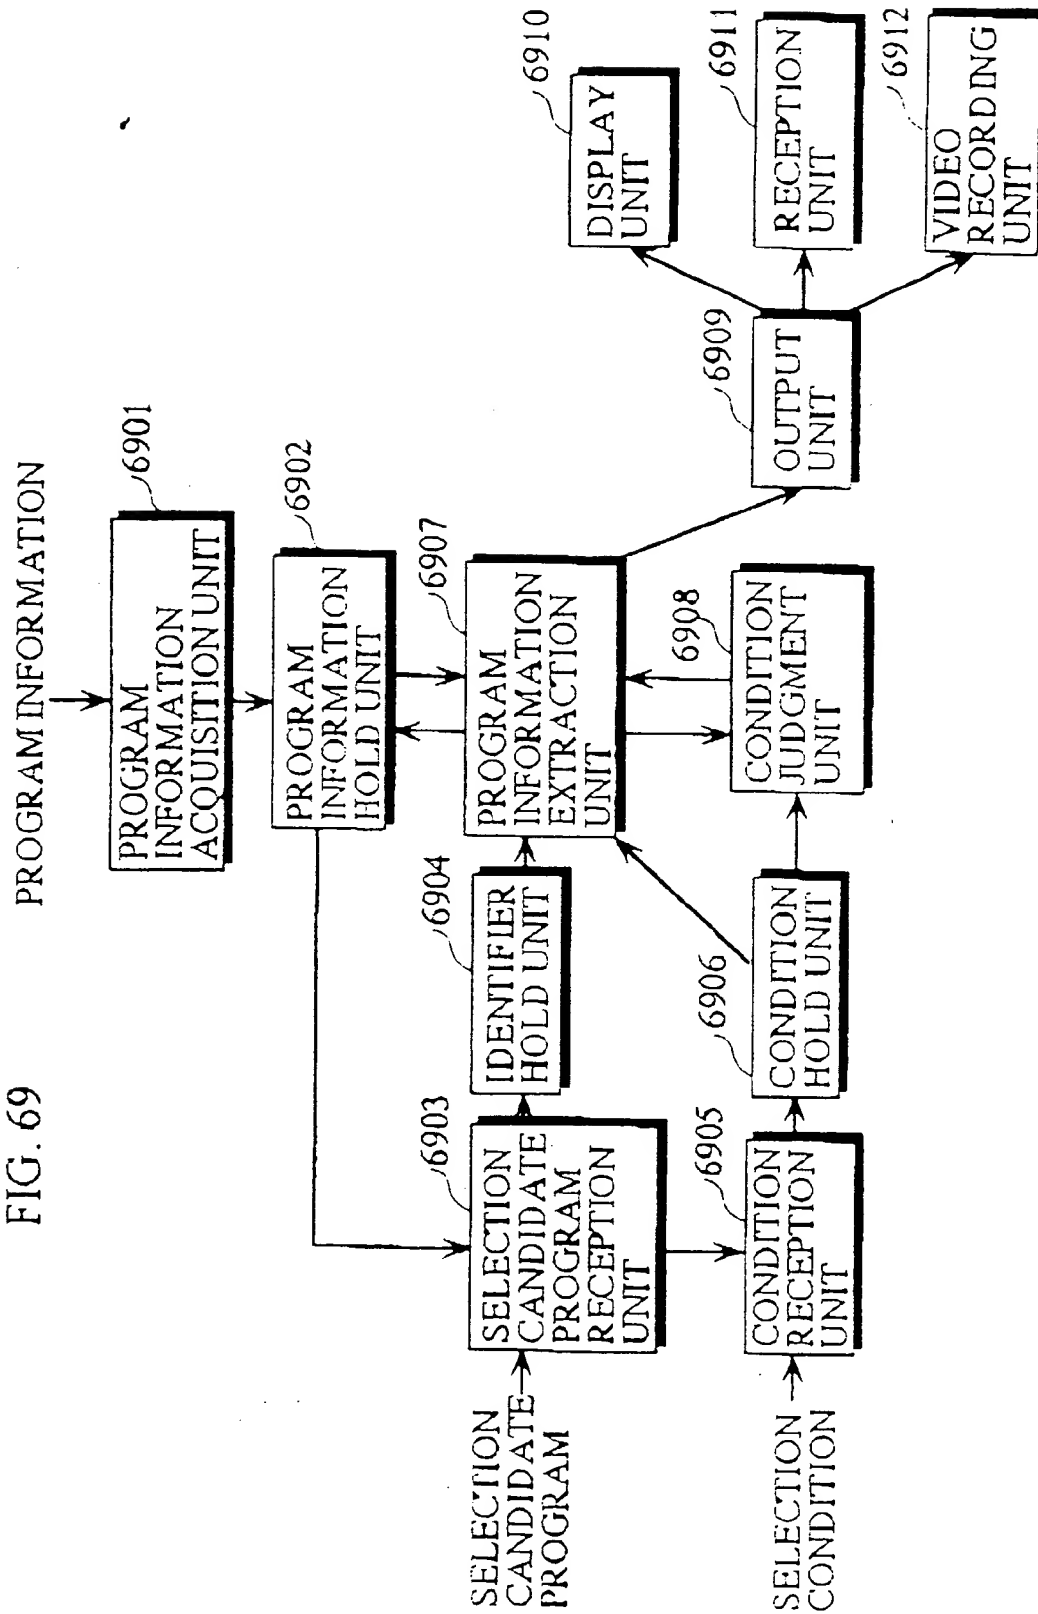 FIG. 69
PROGRAM INFORMATION
PROGRAM
INFORMATION
ACQUISITION UNIT
6901
PROGRAM
INFORMATION
HOLD UNIT
6902
SELECTION
CANDIDATE
PROGRAM
SELECTION
CANDIDATE
PROGRAM
RECEPTION
UNIT
6903
IDENTIFIER
HOLD UNIT
6904
PROGRAM
INFORMATION
EXTRACTION
UNIT
6907
SELECTION
CONDITION
CONDITION
RECEPTION
UNIT
6905
CONDITION
HOLD UNIT
6906
CONDITION
JUDGMENT
UNIT
6908
OUTPUT
UNIT
6909
DISPLAY
UNIT
6910
RECEPTION
UNIT
6911
VIDEO
RECORDING
UNIT
6912